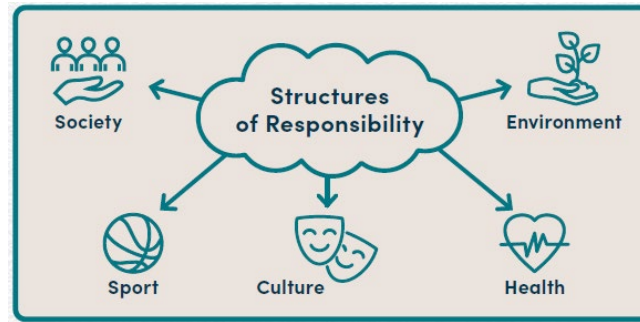 Structures
of Responsibility
Society
Environment
Sport
Culture
Health